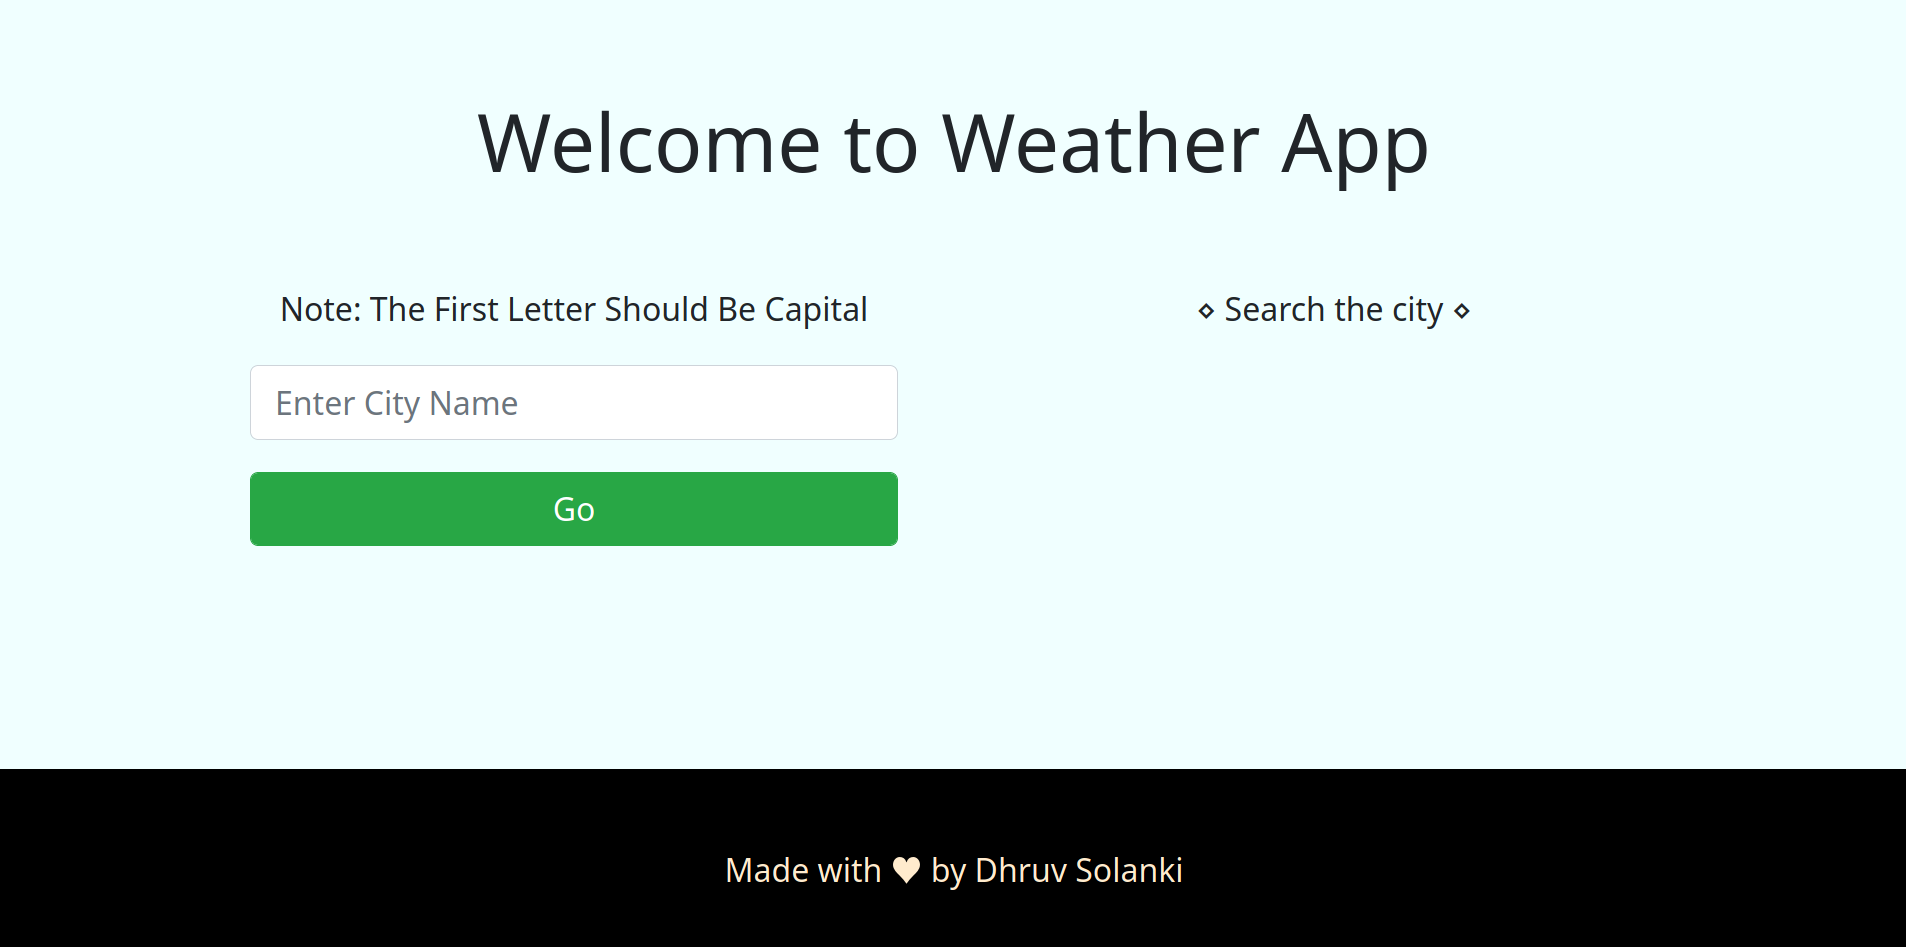 Welcome to Weather App
Note: The First Letter Should Be Capital
⋄ Search the city ⋄
Enter City Name
Go
Made with ♥ by Dhruv Solanki